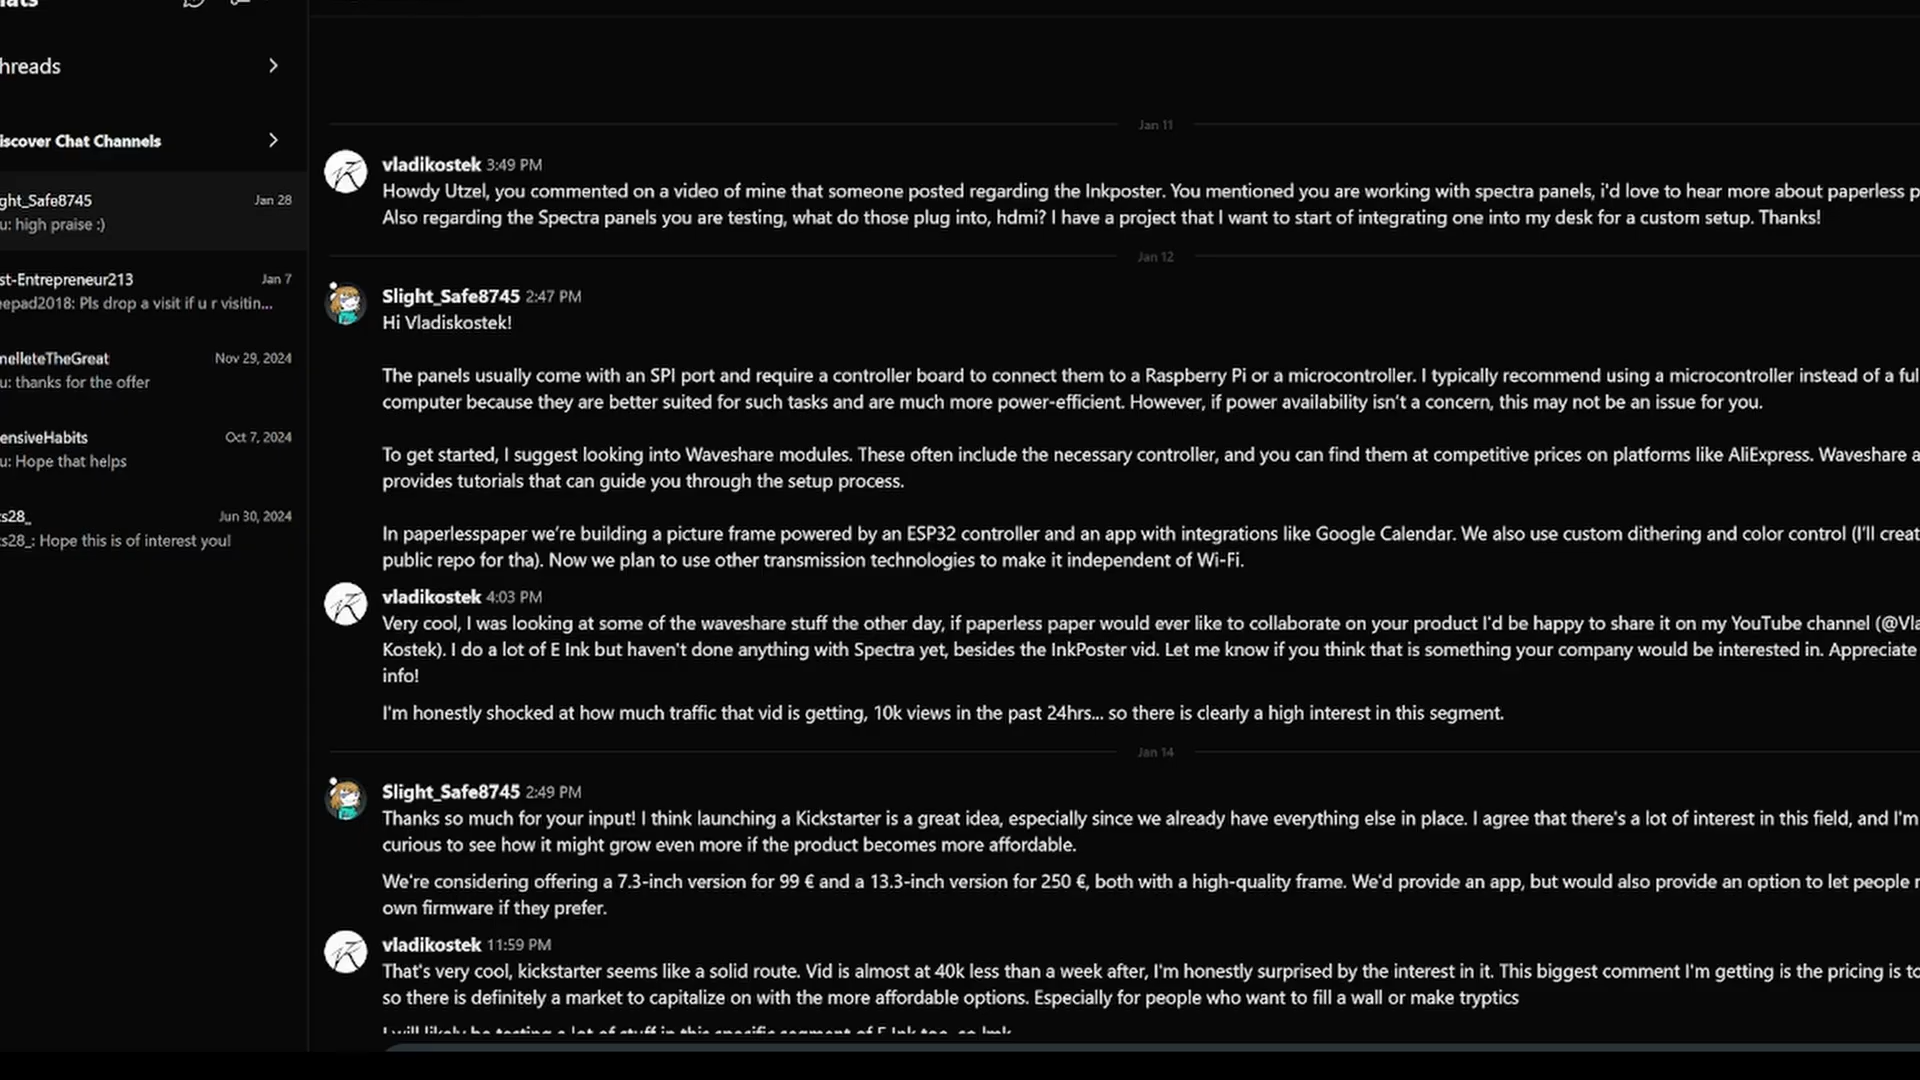 hreads
iscover Chat Channels
ght_Safe8745 Jan 28
u: high praise :)
st-Entrepreneur213 Jan 7
eepad2018: Pls drop a visit if u r visitin...
nelleteTheGreat Nov 29, 2024
u: thanks for the offer
ensiveHabits Oct 7, 2024
u: Hope that helps
s28_ Jun 30, 2024
s28_: Hope this is of interest you!
Jan 11
vladikostek 3:49 PM
Howdy Utzel, you commented on a video of mine that someone posted regarding the Inkposter. You mentioned you are working with spectra panels, i'd love to hear more about paperless p
Also regarding the Spectra panels you are testing, what do those plug into, hdmi? I have a project that I want to start of integrating one into my desk for a custom setup. Thanks!
Jan 12
Slight_Safe8745 2:47 PM
Hi Vladiskostek!
The panels usually come with an SPI port and require a controller board to connect them to a Raspberry Pi or a microcontroller. I typically recommend using a microcontroller instead of a ful
computer because they are better suited for such tasks and are much more power-efficient. However, if power availability isn't a concern, this may not be an issue for you.
To get started, I suggest looking into Waveshare modules. These often include the necessary controller, and you can find them at competitive prices on platforms like AliExpress. Waveshare a
provides tutorials that can guide you through the setup process.
In paperlesspaper we're building a picture frame powered by an ESP32 controller and an app with integrations like Google Calendar. We also use custom dithering and color control (I'll creat
public repo for tha). Now we plan to use other transmission technologies to make it independent of Wi-Fi.
vladikostek 4:03 PM
Very cool, I was looking at some of the waveshare stuff the other day, if paperless paper would ever like to collaborate on your product I'd be happy to share it on my YouTube channel (@Vla
Kostek). I do a lot of E Ink but haven't done anything with Spectra yet, besides the InkPoster vid. Let me know if you think that is something your company would be interested in. Appreciate
info!
I'm honestly shocked at how much traffic that vid is getting, 10k views in the past 24hrs... so there is clearly a high interest in this segment.
Jan 14
Slight_Safe8745 2:49 PM
Thanks so much for your input! I think launching a Kickstarter is a great idea, especially since we already have everything else in place. I agree that there's a lot of interest in this field, and I'm
curious to see how it might grow even more if the product becomes more affordable.
We're considering offering a 7.3-inch version for 99 € and a 13.3-inch version for 250 €, both with a high-quality frame. We'd provide an app, but would also provide an option to let people r
own firmware if they prefer.
vladikostek 11:59 PM
That's very cool, kickstarter seems like a solid route. Vid is almost at 40k less than a week after, I'm honestly surprised by the interest in it. This biggest comment I'm getting is the pricing is to
so there is definitely a market to capitalize on with the more affordable options. Especially for people who want to fill a wall or make tryptics
I will likely be testing a lot of stuff in this specific segment of E Ink too, so lmk